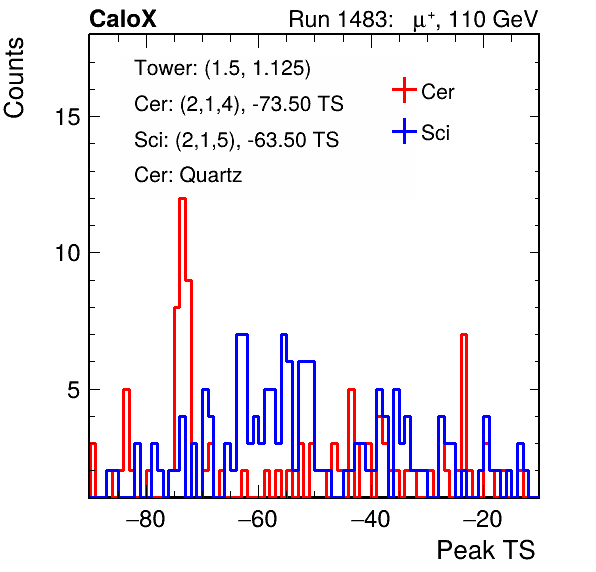 CaloX Run 1483: μ⁺, 110 GeV
Counts
Tower: (1.5, 1.125)
Cer: (2,1,4), -73.50 TS
Sci: (2,1,5), -63.50 TS
Cer: Quartz
Cer
Sci
15
10
5
−80 −60 −40 −20
Peak TS